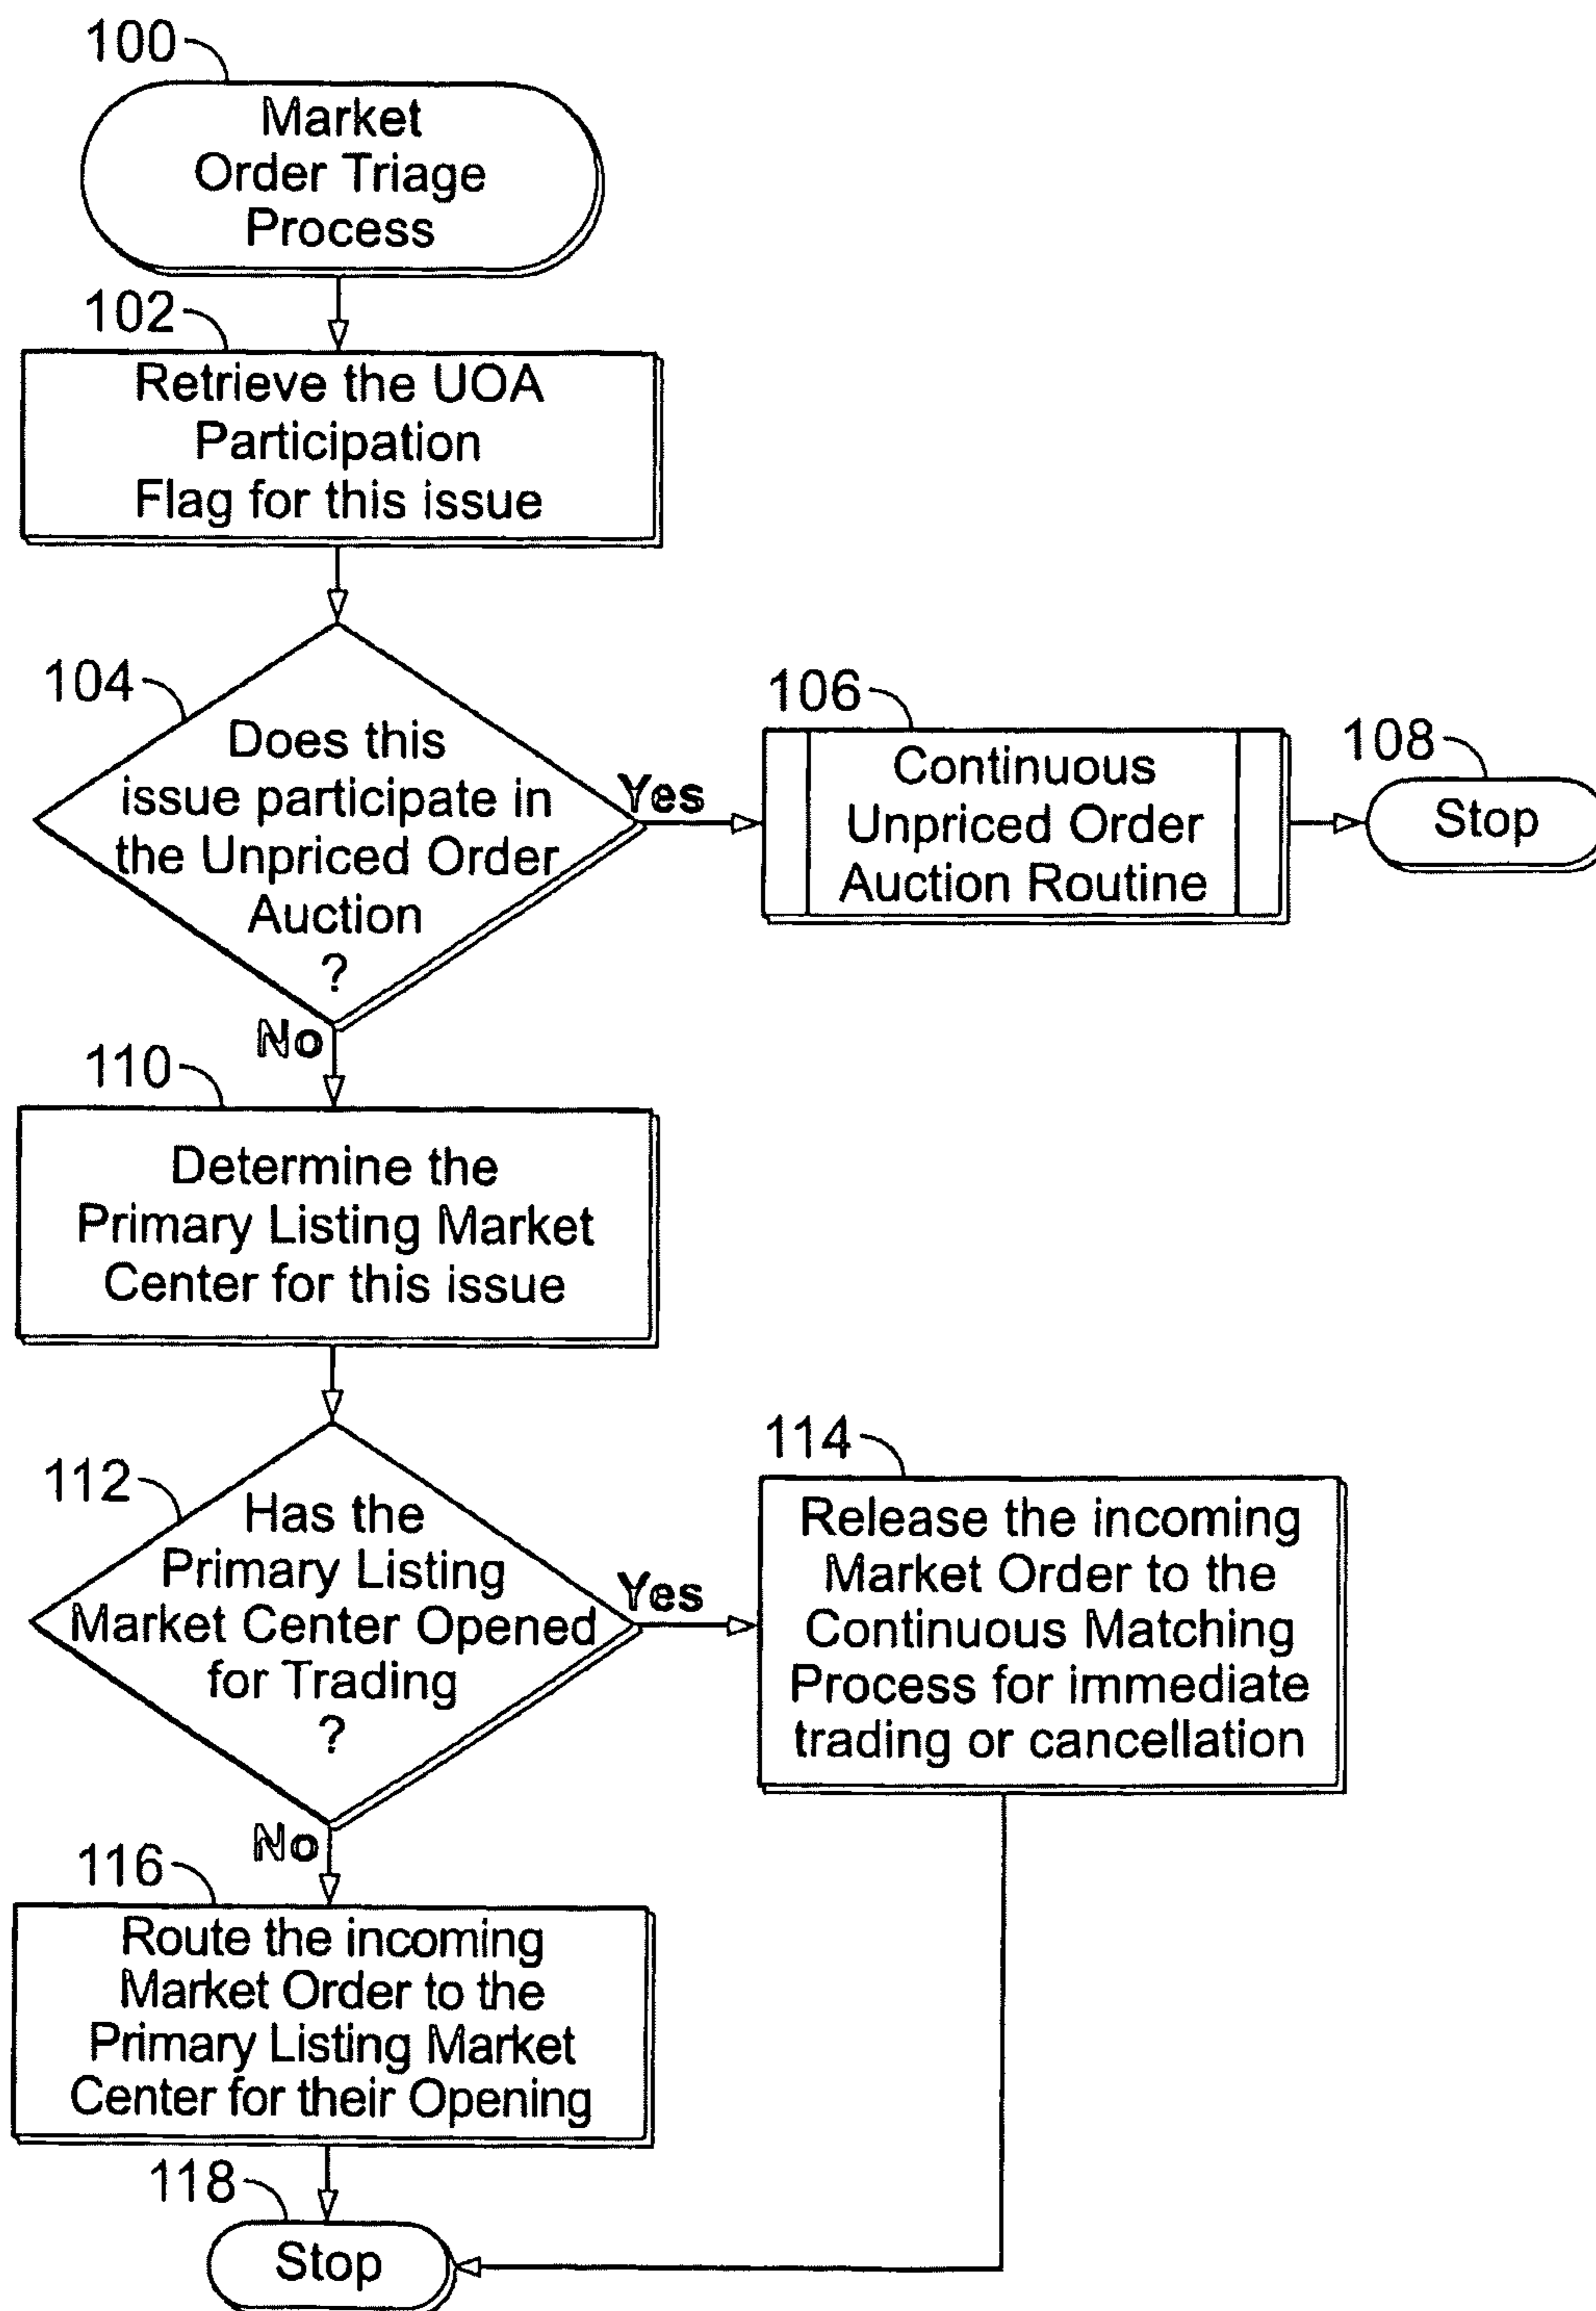 100
Market
Order Triage
Process
102
Retrieve the UOA
Participation
Flag for this issue
104
Does this
issue participate in
the Unpriced Order
Auction
?
Yes
106
Continuous
Unpriced Order
Auction Routine
108
Stop
No
110
Determine the
Primary Listing Market
Center for this issue
112
Has the
Primary Listing
Market Center Opened
for Trading
?
Yes
114
Release the incoming
Market Order to the
Continuous Matching
Process for immediate
trading or cancellation
No
116
Route the incoming
Market Order to the
Primary Listing Market
Center for their Opening
118
Stop